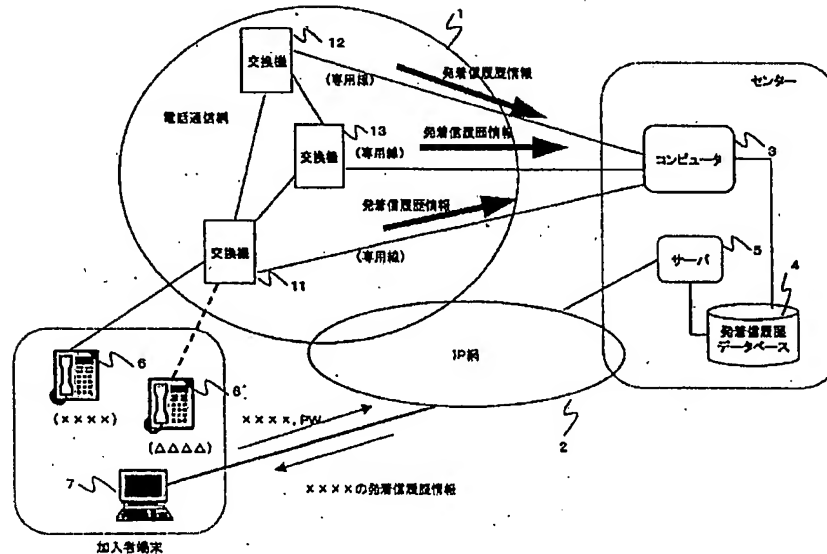 1
12
交換機
(専用線)
発着信履歴情報
センター
電話通信網
13
交換機
(専用線)
発着信履歴情報
コンピュータ
3
発着信履歴情報
交換機
(専用線)
11
サーバ
5
4
発着信履歴
データベース
IP網
2
6
(××××)
6'
(△△△△)
××××, PW
7
××××の発着信履歴情報
加入者端末